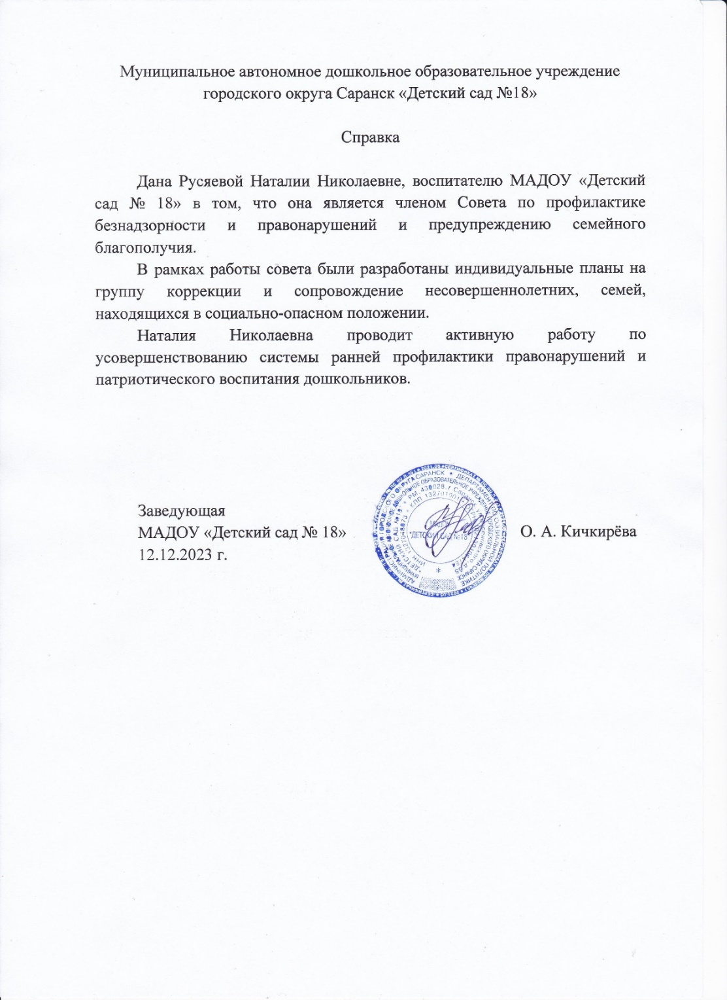 Муниципальное автономное дошкольное образовательное учреждение
городского округа Саранск «Детский сад №18»
Справка
Дана Русяевой Наталии Николаевне, воспитателю МАДОУ «Детский
сад № 18» в том, что она является членом Совета по профилактике
безнадзорности и правонарушений и предупреждению семейного
благополучия.
В рамках работы совета были разработаны индивидуальные планы на
группу коррекции и сопровождение несовершеннолетних, семей,
находящихся в социально-опасном положении.
Наталия Николаевна проводит активную работу по
усовершенствованию системы ранней профилактики правонарушений и
патриотического воспитания дошкольников.
Заведующая
МАДОУ «Детский сад № 18»
О. А. Кичкирёва
12.12.2023 г.
МАДОУ
"ДЕТСКИЙ САД №18"